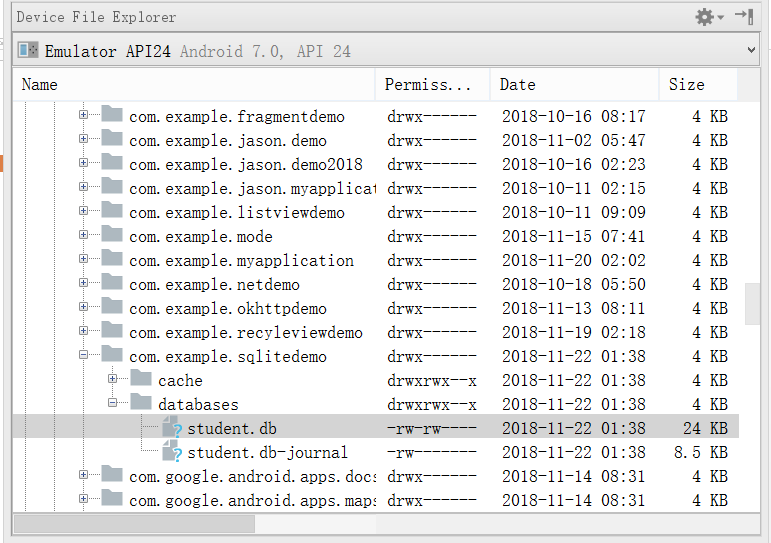 Device File Explorer
Emulator API24 Android 7.0, API 24
Name Permiss... Date Size
com.example.fragmentdemo drwx------ 2018-10-16 08:17 4 KB
com.example.jason.demo drwx------ 2018-11-02 05:47 4 KB
com.example.jason.demo2018 drwx------ 2018-10-16 02:23 4 KB
com.example.jason.myapplicat drwx------ 2018-10-11 02:15 4 KB
com.example.listviewdemo drwx------ 2018-10-11 09:09 4 KB
com.example.mode drwx------ 2018-11-15 07:41 4 KB
com.example.myapplication drwx------ 2018-11-20 02:02 4 KB
com.example.netdemo drwx------ 2018-10-18 05:50 4 KB
com.example.okhttpdemo drwx------ 2018-11-13 08:11 4 KB
com.example.recyleviewdemo drwx------ 2018-11-19 02:18 4 KB
com.example.sqlitedemo drwx------ 2018-11-22 01:38 4 KB
cache drwxrwx--x 2018-11-22 01:38 4 KB
databases drwxrwx--x 2018-11-22 01:38 4 KB
student.db -rw-rw---- 2018-11-22 01:38 24 KB
student.db-journal -rw------- 2018-11-22 01:38 8.5 KB
com.google.android.apps.docs drwx------ 2018-11-14 08:31 4 KB
com.google.android.apps.maps drwx------ 2018-11-14 08:31 4 KB